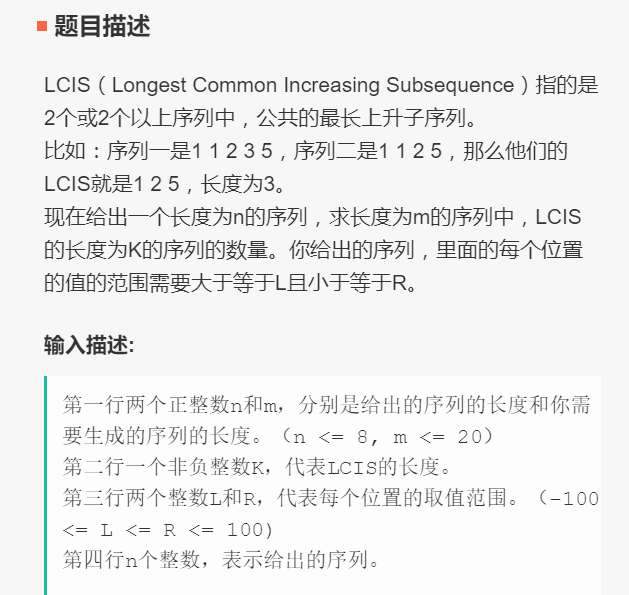 题目描述
LCIS（Longest Common Increasing Subsequence）指的是
2个或2个以上序列中，公共的最长上升子序列。
比如：序列一是1 1 2 3 5，序列二是1 1 2 5，那么他们的
LCIS就是1 2 5，长度为3。
现在给出一个长度为n的序列，求长度为m的序列中，LCIS
的长度为K的序列的数量。你给出的序列，里面的每个位置
的值的范围需要大于等于L且小于等于R。
输入描述:
第一行两个正整数n和m，分别是给出的序列的长度和你需
要生成的序列的长度。（n <= 8, m <= 20）
第二行一个非负整数K，代表LCIS的长度。
第三行两个整数L和R，代表每个位置的取值范围。（-100
<= L <= R <= 100)
第四行n个整数，表示给出的序列。